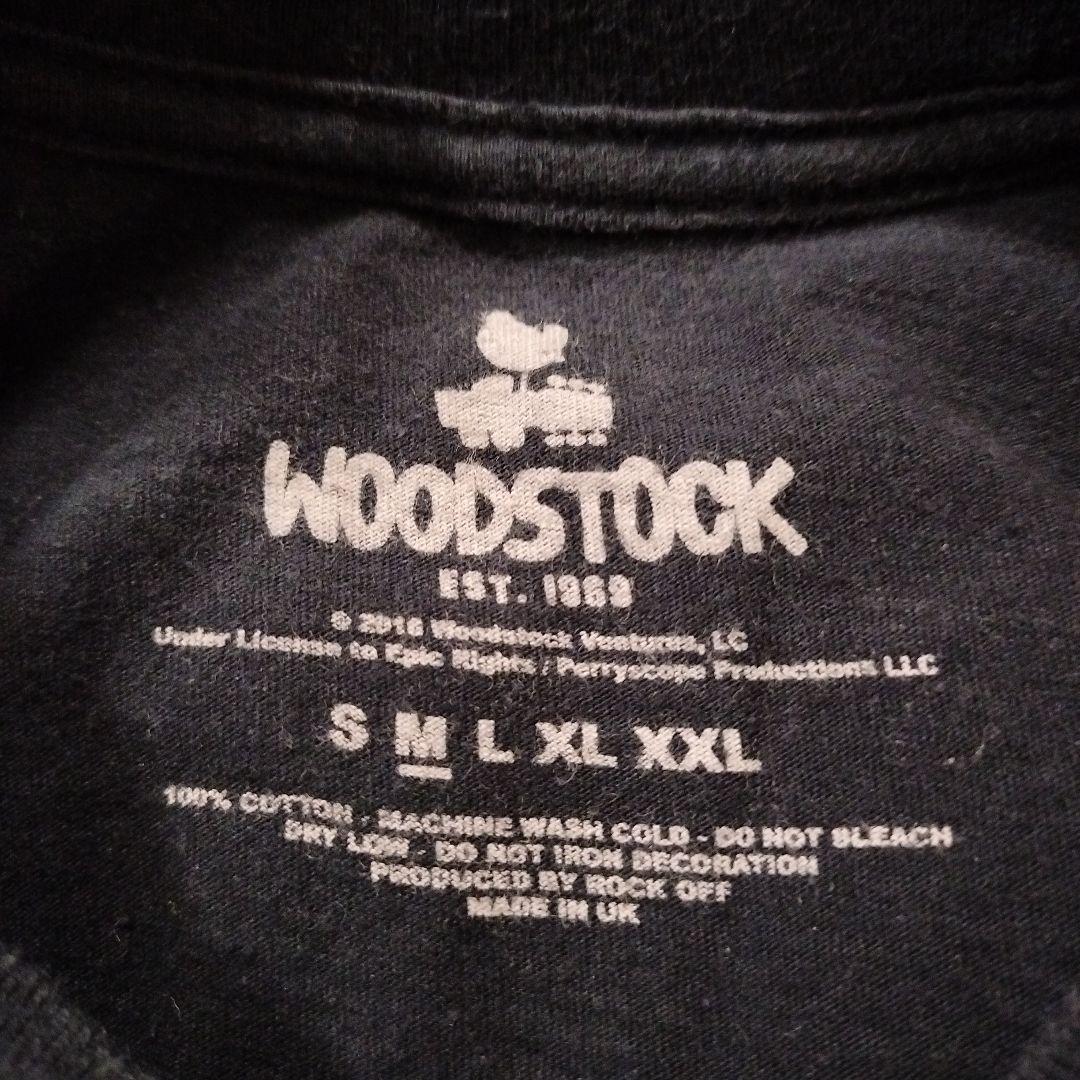 WOODSTOCK
EST. 1969
© 2018 Woodstock Ventures, LC
Under License to Epic Rights / Perryscope Productions LLC
S M L XL XXL
100% COTTON - MACHINE WASH COLD - DO NOT BLEACH
DRY LOW - DO NOT IRON DECORATION
PRODUCED BY ROCK OFF
MADE IN UK